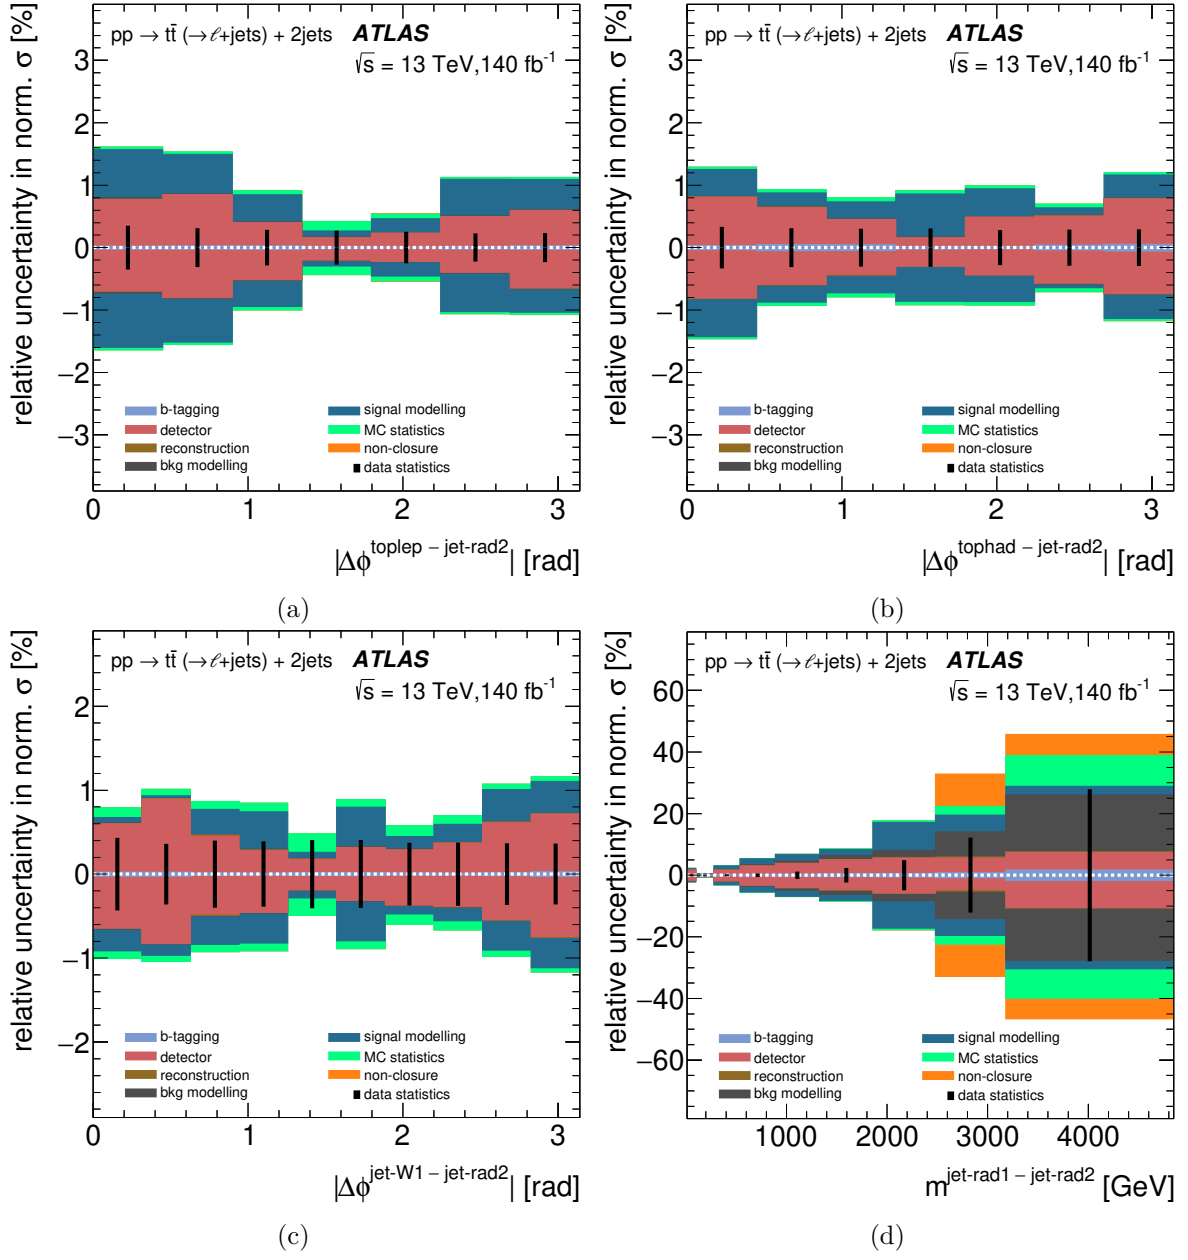 relative uncertainty in norm. σ [%]
pp → tt̄ (→ℓ+jets) + 2jets ATLAS
√s = 13 TeV,140 fb⁻¹
3
2
1
0
−1
−2
−3
b-tagging
detector
reconstruction
bkg modelling
signal modelling
MC statistics
non-closure
data statistics
0 1 2 3
|Δϕ^{toplep − jet-rad2}| [rad]
(a)
relative uncertainty in norm. σ [%]
pp → tt̄ (→ℓ+jets) + 2jets ATLAS
√s = 13 TeV,140 fb⁻¹
3
2
1
0
−1
−2
−3
b-tagging
detector
reconstruction
bkg modelling
signal modelling
MC statistics
non-closure
data statistics
0 1 2 3
|Δϕ^{tophad − jet-rad2}| [rad]
(b)
relative uncertainty in norm. σ [%]
pp → tt̄ (→ℓ+jets) + 2jets ATLAS
√s = 13 TeV,140 fb⁻¹
2
1
0
−1
−2
b-tagging
detector
reconstruction
bkg modelling
signal modelling
MC statistics
non-closure
data statistics
0 1 2 3
|Δϕ^{jet-W1 − jet-rad2}| [rad]
(c)
relative uncertainty in norm. σ [%]
pp → tt̄ (→ℓ+jets) + 2jets ATLAS
√s = 13 TeV,140 fb⁻¹
60
40
20
0
−20
−40
−60
b-tagging
detector
reconstruction
bkg modelling
signal modelling
MC statistics
non-closure
data statistics
1000 2000 3000 4000
m^{jet-rad1 − jet-rad2} [GeV]
(d)